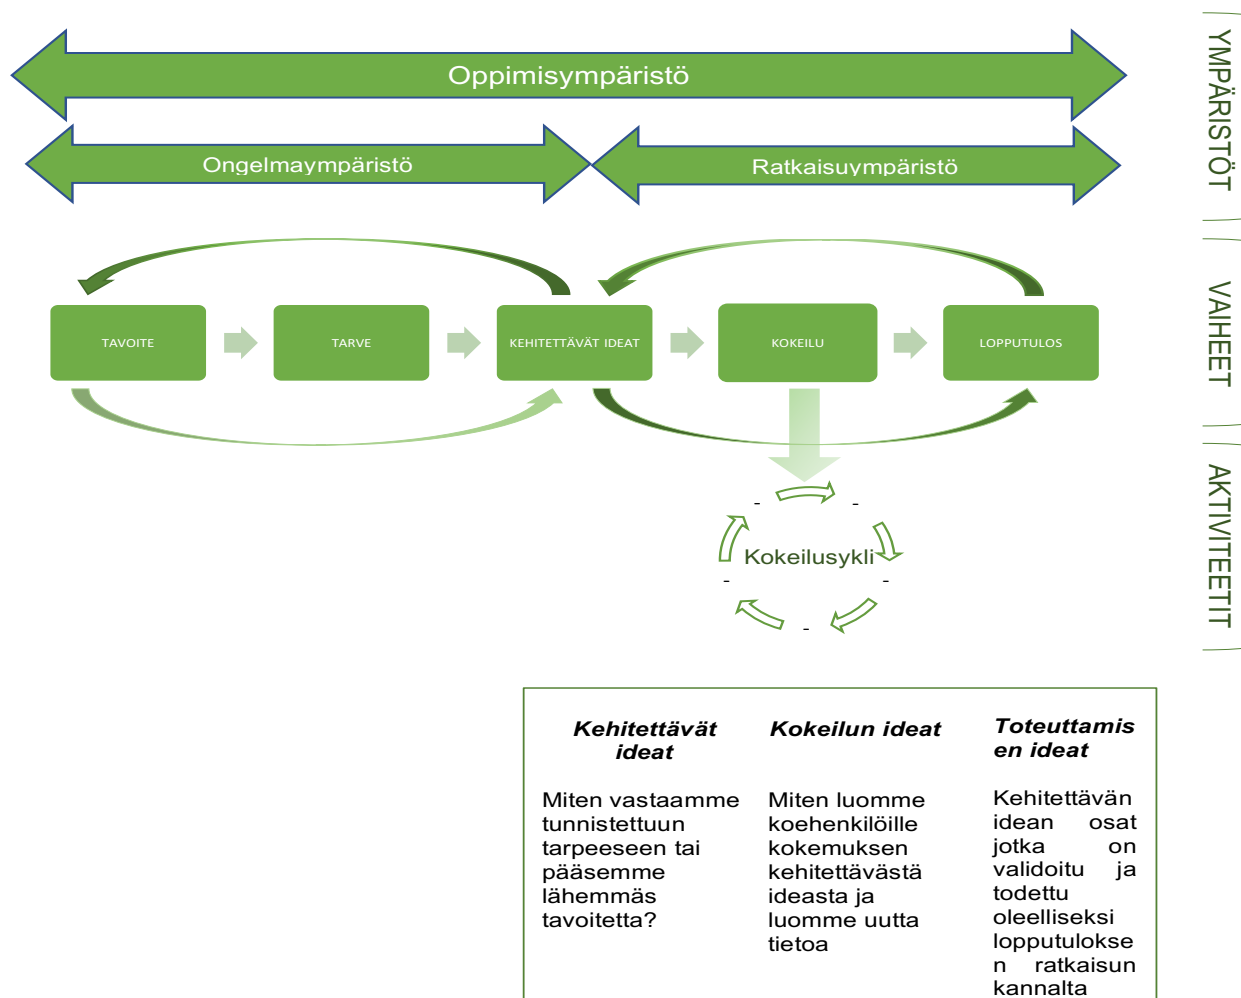 Oppimisympäristö
Ongelmaympäristö
Ratkaisuympäristö
YMPÄRISTÖT
TAVOITE
TARVE
KEHITETTÄVÄT IDEAT
KOKEILU
LOPPUTULOS
VAIHEET
-
-
Kokeilusykli
-
-
-
AKTIVITEETIT
Kehitettävät
ideat
Miten vastaamme
tunnistettuun
tarpeeseen tai
pääsemme
lähemmäs
tavoitetta?
Kokeilun ideat
Miten luomme
koehenkilöille
kokemuksen
kehitettävästä
ideasta ja
luomme uutta
tietoa
Toteuttamis
en ideat
Kehitettävän
idean osat
jotka on
validoitu ja
todettu
oleelliseksi
lopputulokse
n ratkaisun
kannalta